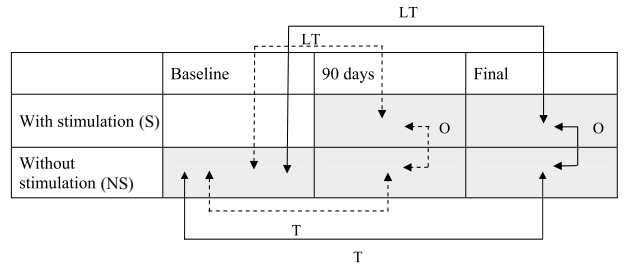 LT
LT
Baseline 90 days Final
With stimulation (S)
O O
Without
stimulation (NS)
T
T